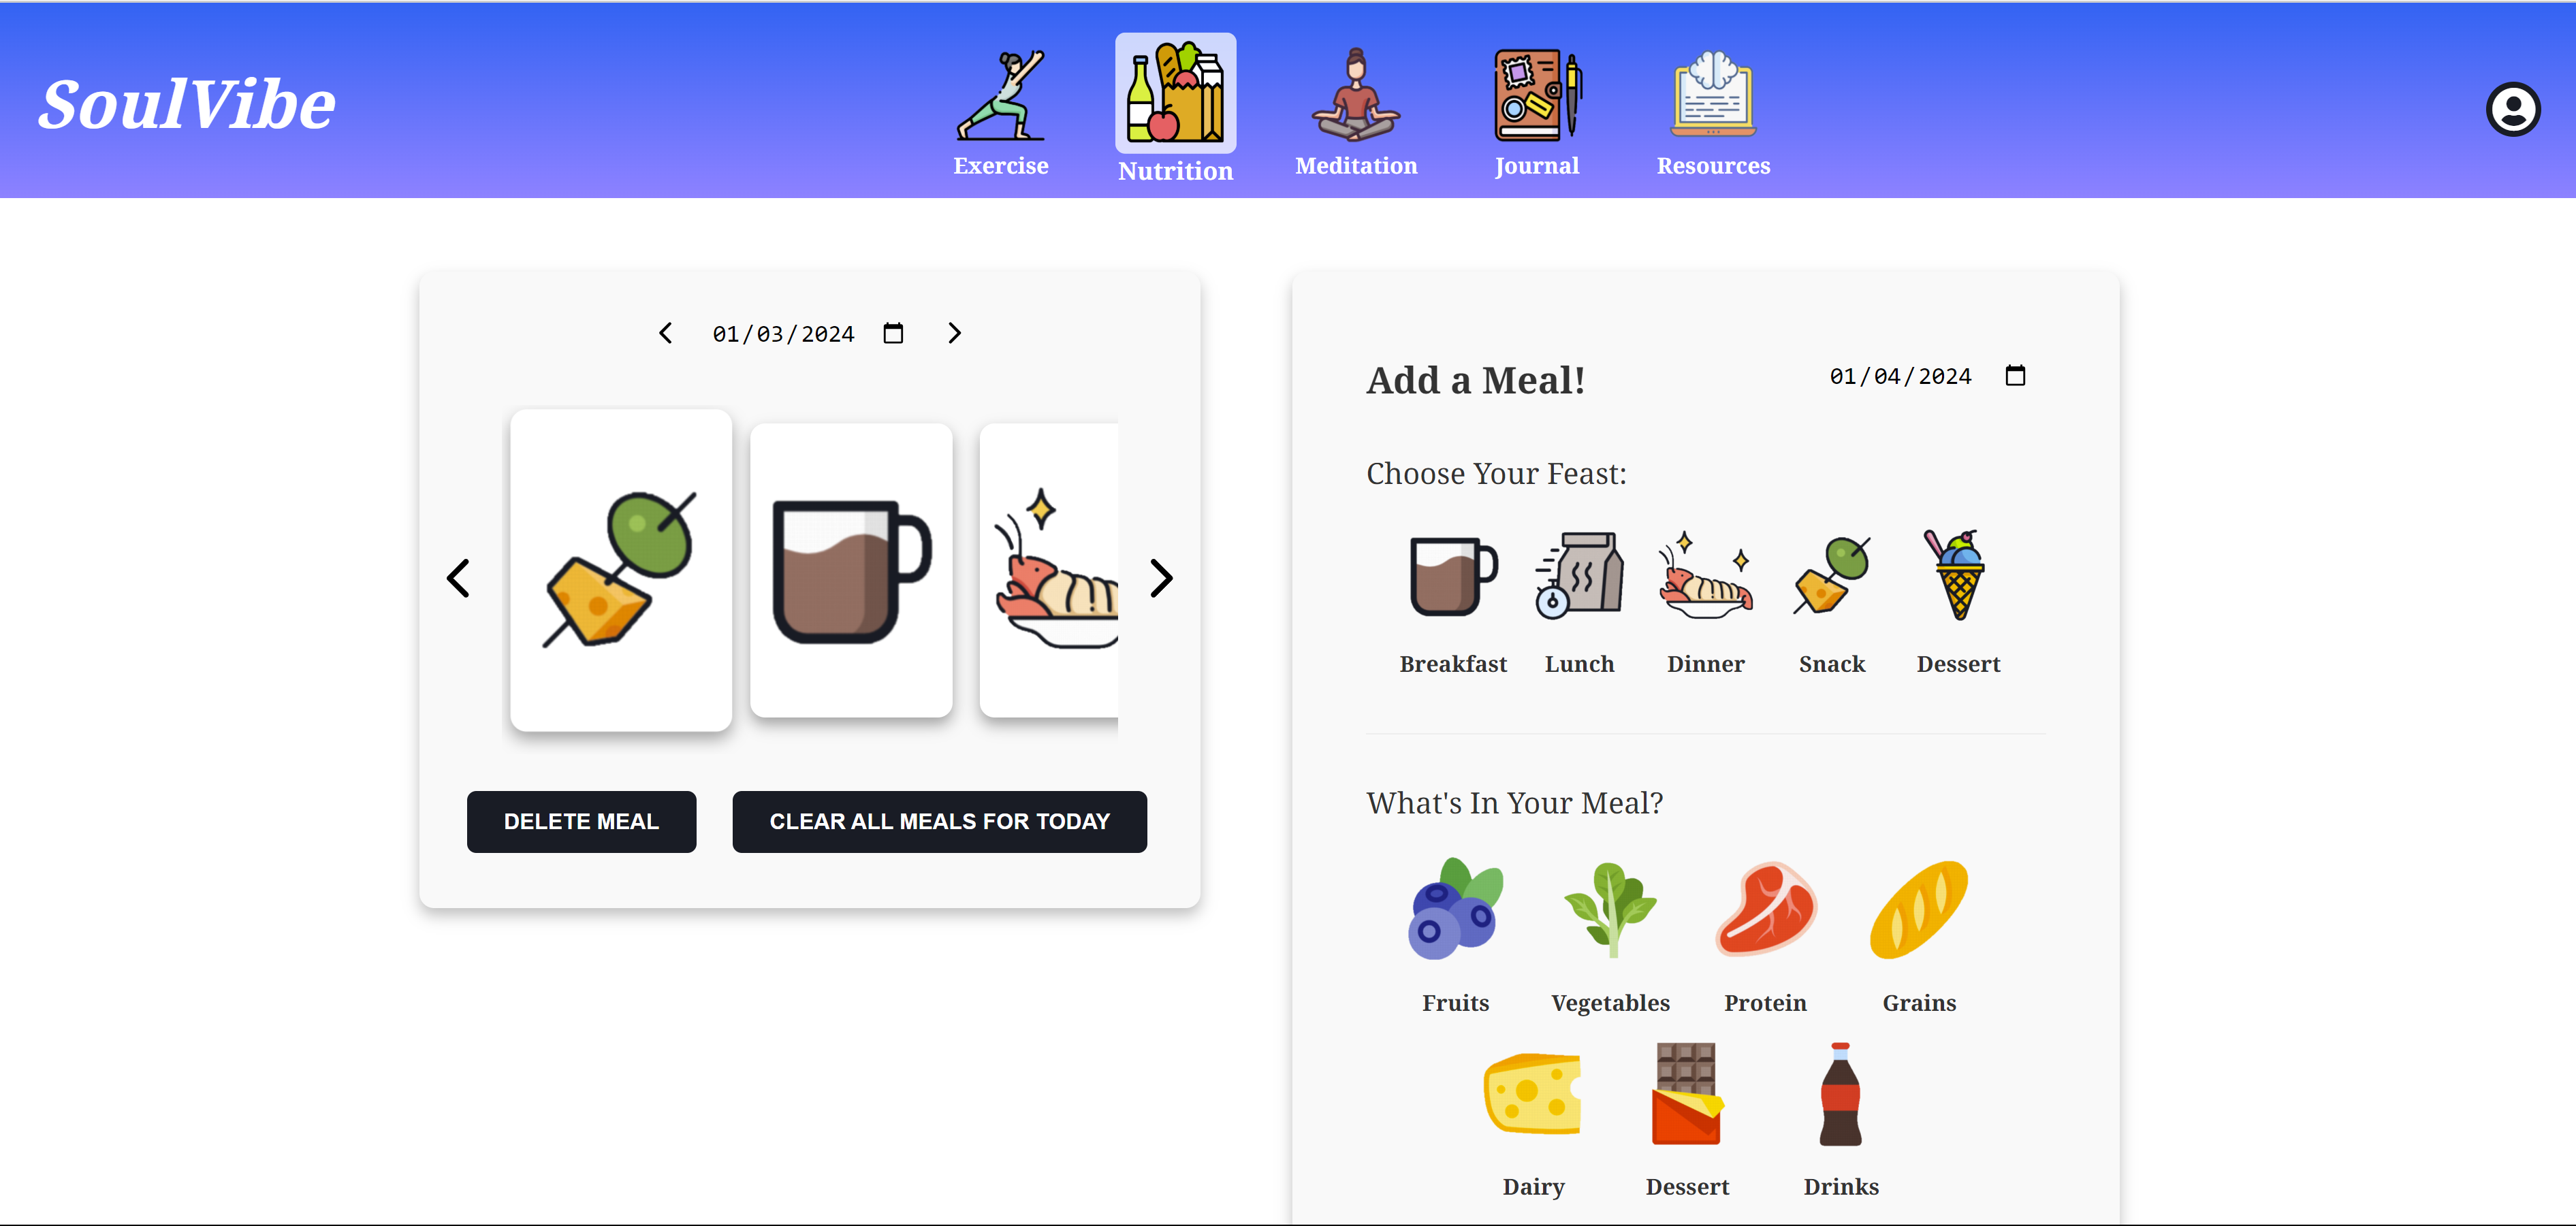 SoulVibe
Exercise
Nutrition
Meditation
Journal
Resources
01/03/2024
DELETE MEAL
CLEAR ALL MEALS FOR TODAY
Add a Meal!
01/04/2024
Choose Your Feast:
Breakfast
Lunch
Dinner
Snack
Dessert
What's In Your Meal?
Fruits
Vegetables
Protein
Grains
Dairy
Dessert
Drinks